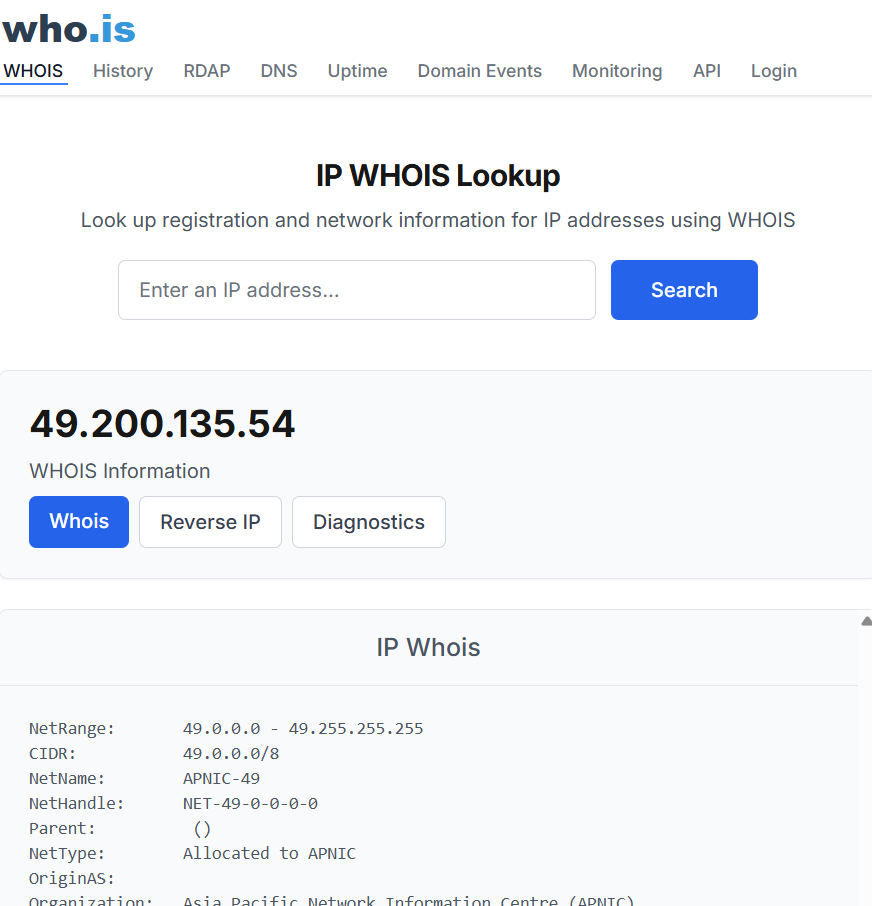 who.is
WHOIS History RDAP DNS Uptime Domain Events Monitoring API Login
IP WHOIS Lookup
Look up registration and network information for IP addresses using WHOIS
Enter an IP address... Search
49.200.135.54
WHOIS Information
Whois Reverse IP Diagnostics
IP Whois
NetRange: 49.0.0.0 - 49.255.255.255
CIDR: 49.0.0.0/8
NetName: APNIC-49
NetHandle: NET-49-0-0-0-0
Parent: ()
NetType: Allocated to APNIC
OriginAS:
Organization: Asia Pacific Network Information Centre (APNIC)